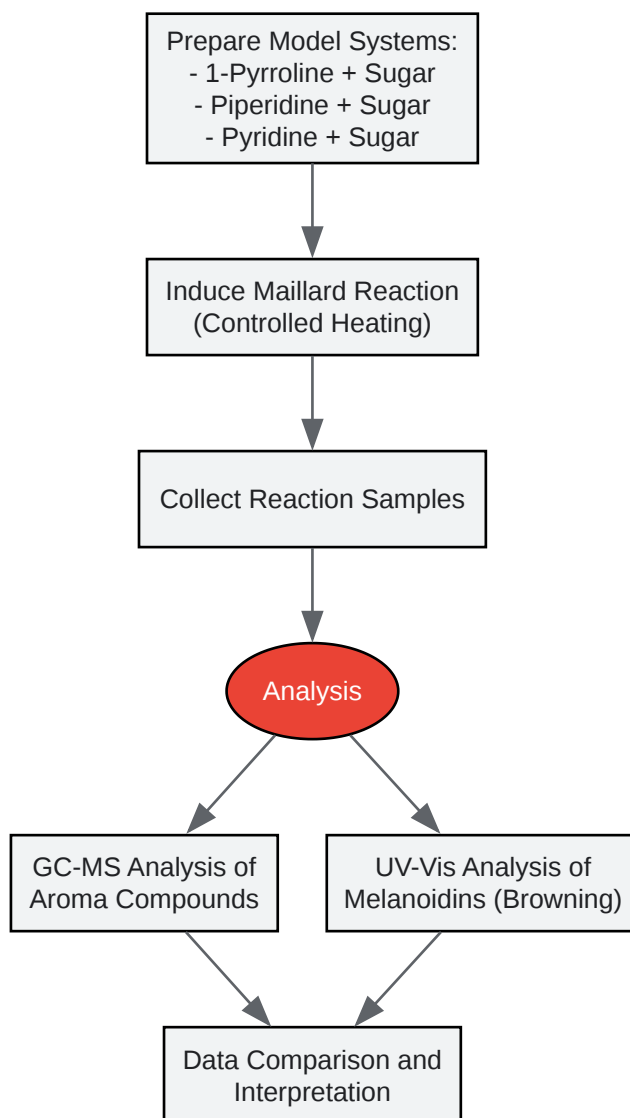 Prepare Model Systems:
- 1-Pyrroline + Sugar
- Piperidine + Sugar
- Pyridine + Sugar
Induce Maillard Reaction
(Controlled Heating)
Collect Reaction Samples
Analysis
GC-MS Analysis of
Aroma Compounds
UV-Vis Analysis of
Melanoidins (Browning)
Data Comparison and
Interpretation